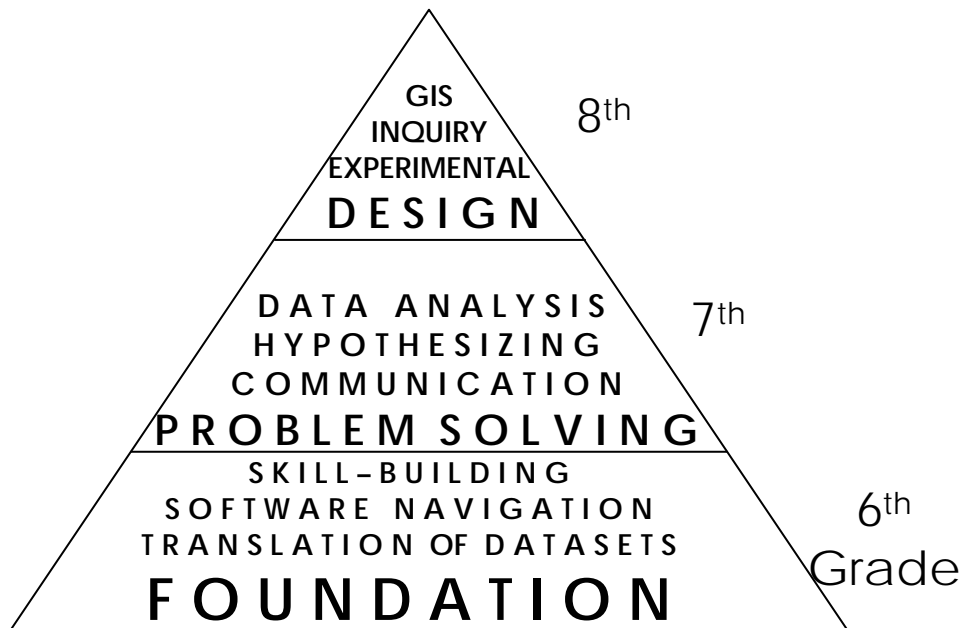 GIS
INQUIRY
EXPERIMENTAL
DESIGN
8th
DATA ANALYSIS
HYPOTHESIZING
COMMUNICATION
PROBLEM SOLVING
7th
SKILL–BUILDING
SOFTWARE NAVIGATION
TRANSLATION OF DATASETS
FOUNDATION
6th
Grade